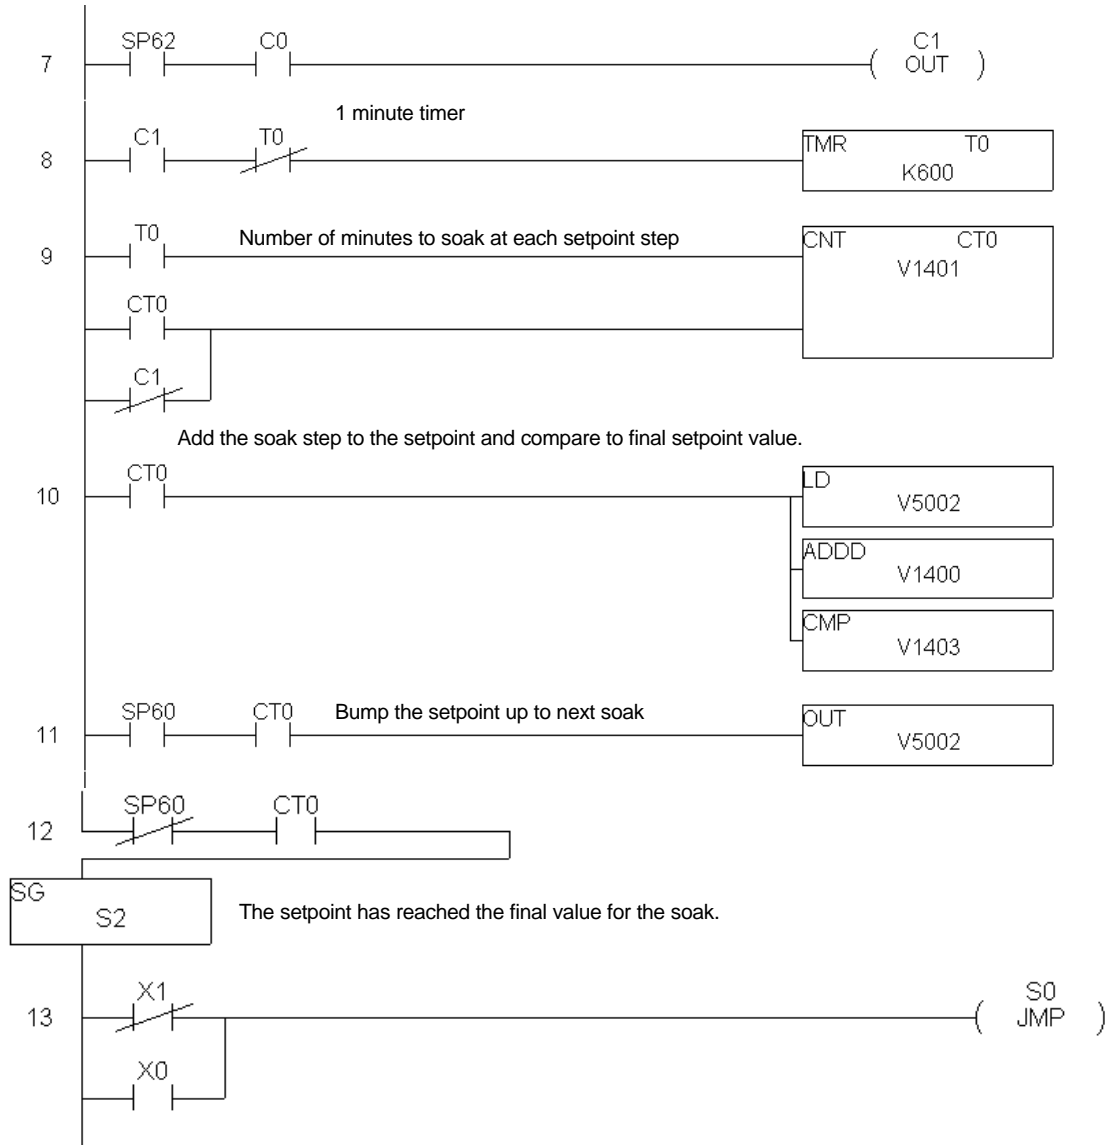 SP62 C0 C1
7 OUT
1 minute timer
C1 T0 TMR T0
8 K600
T0 Number of minutes to soak at each setpoint step CNT CT0
9 V1401
CT0
C1
Add the soak step to the setpoint and compare to final setpoint value.
CT0 LD
10 V5002
ADDD
V1400
CMP
V1403
SP60 CT0 Bump the setpoint up to next soak OUT
11 V5002
SP60 CT0
12
SG
S2 The setpoint has reached the final value for the soak.
X1 S0
13 JMP
X0